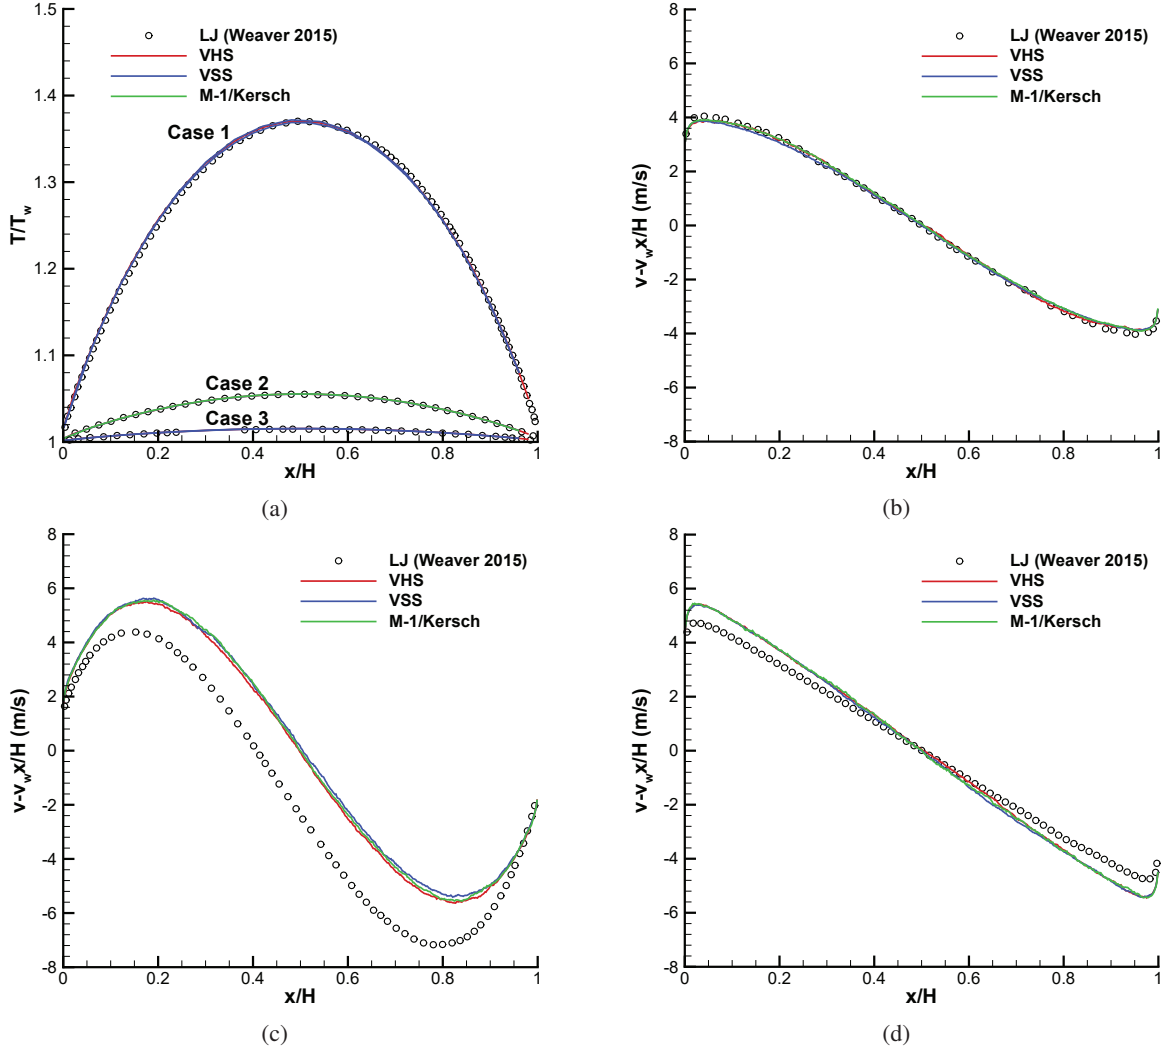 1.5
LJ (Weaver 2015)
VHS
VSS
M-1/Kersch
1.4
Case 1
1.3
T/T_w
1.2
1.1
Case 2
Case 3
1
0 0.2 0.4 0.6 0.8 1
x/H
(a)
8
LJ (Weaver 2015)
6
VHS
VSS
M-1/Kersch
4
2
v-v_w x/H (m/s)
0
-2
-4
-6
-8
0 0.2 0.4 0.6 0.8 1
x/H
(b)
8
LJ (Weaver 2015)
VHS
6
VSS
M-1/Kersch
4
2
v-v_w x/H (m/s)
0
-2
-4
-6
-8
0 0.2 0.4 0.6 0.8 1
x/H
(c)
8
LJ (Weaver 2015)
VHS
6
VSS
M-1/Kersch
4
2
v-v_w x/H (m/s)
0
-2
-4
-6
-8
0 0.2 0.4 0.6 0.8 1
x/H
(d)